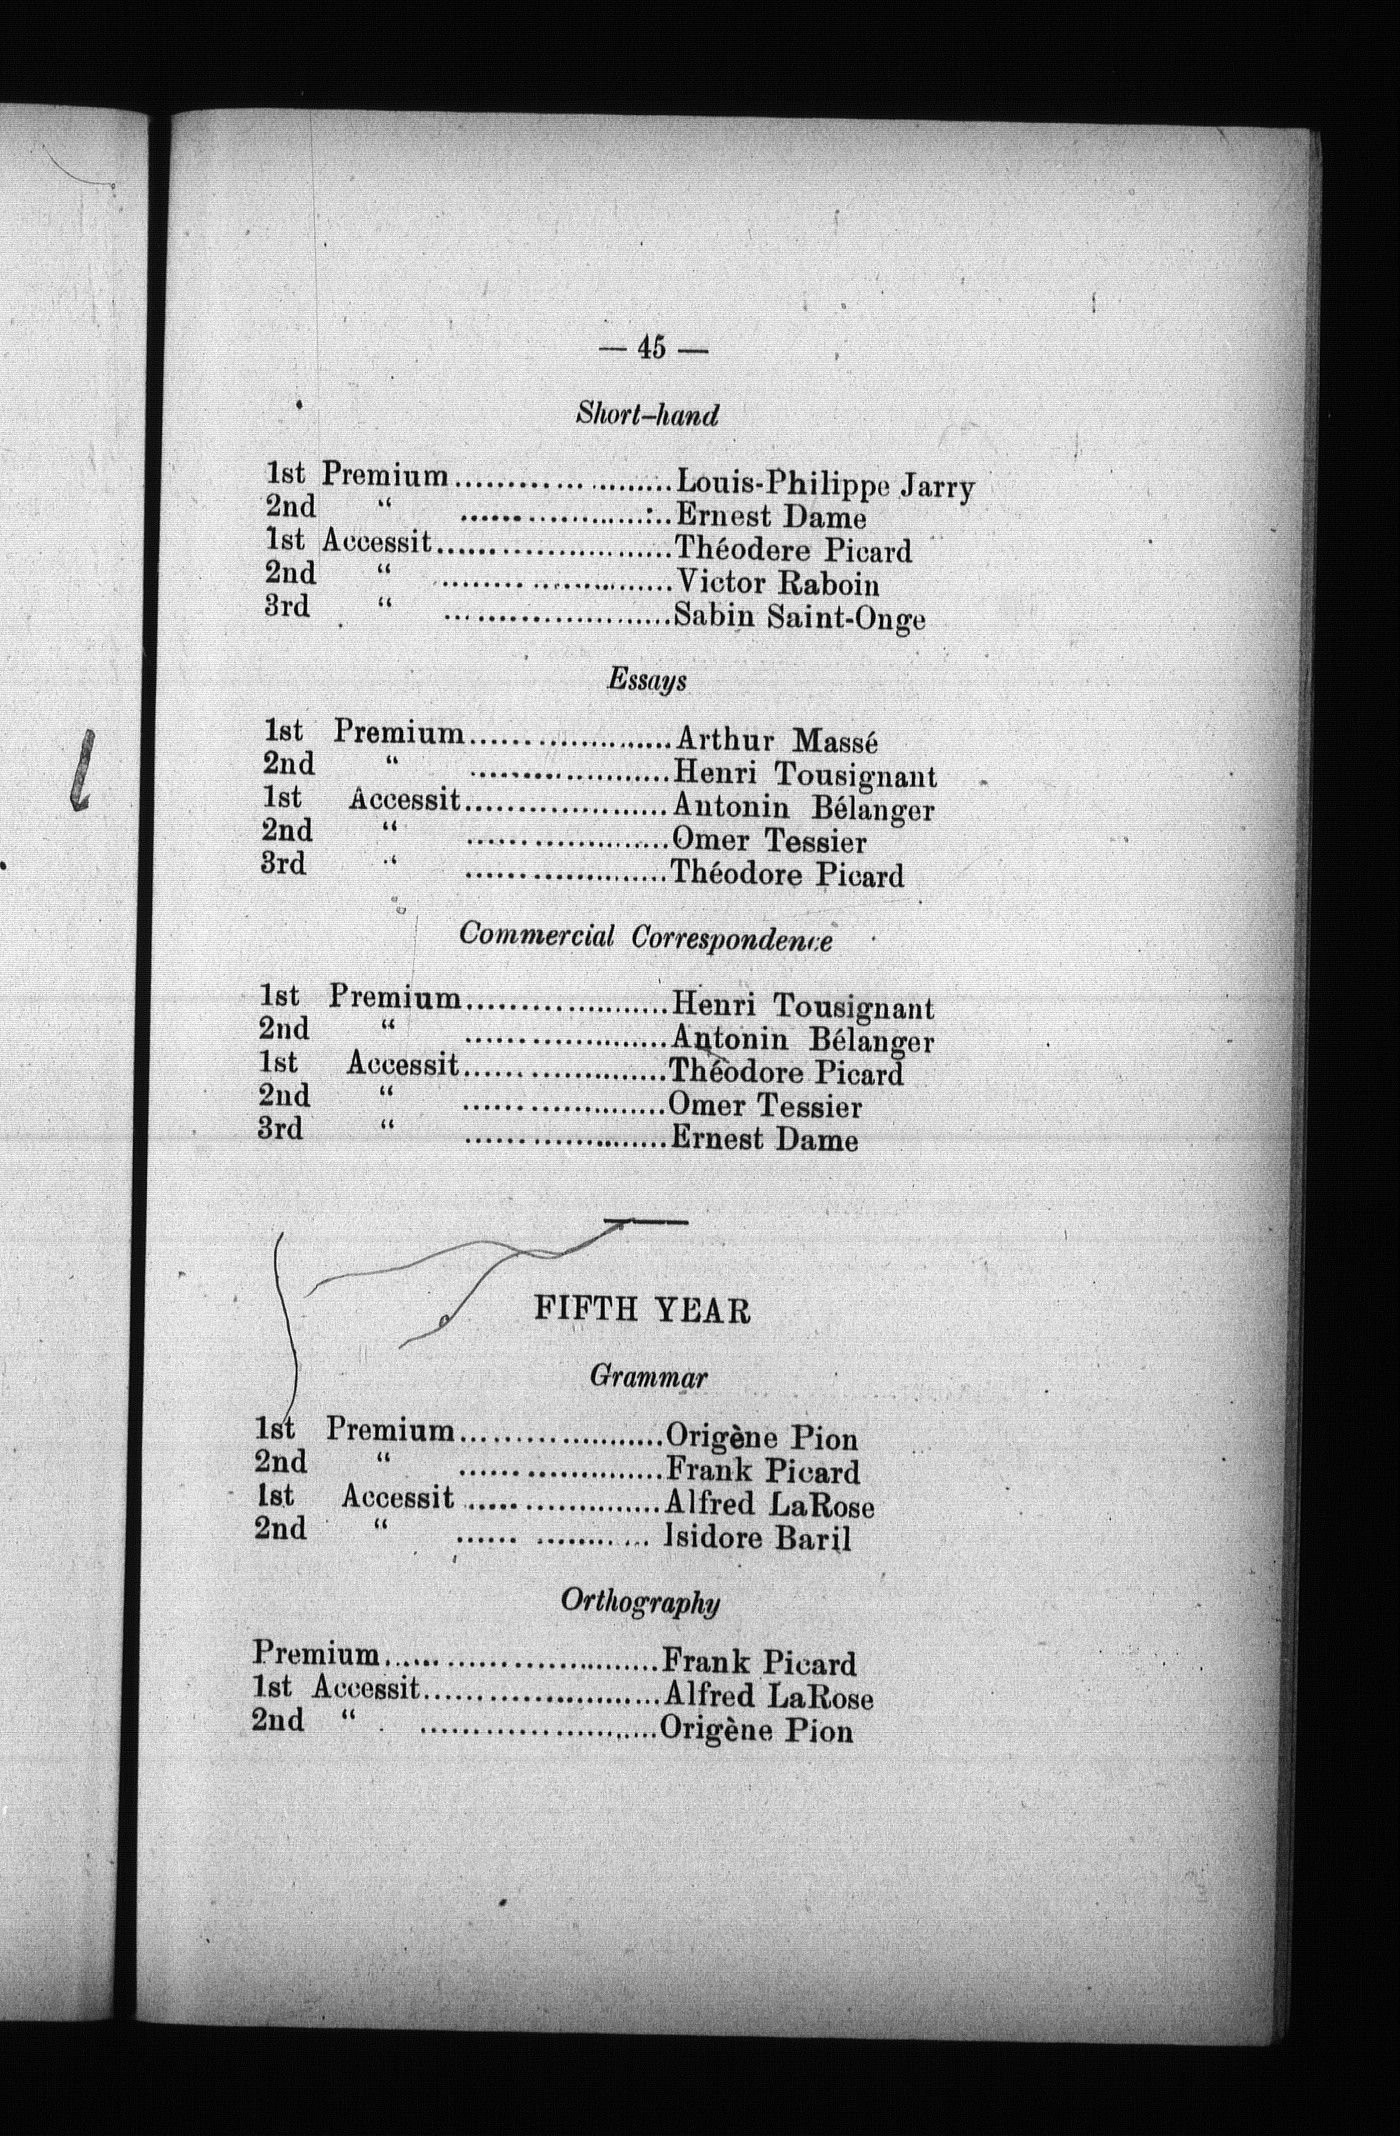 — 45 —
Short-hand
1st Premium........................Louis-Philippe Jarry
2nd “ ........................Ernest Dame
1st Accessit........................Théodere Picard
2nd “ ........................Victor Raboin
3rd “ ........................Sabin Saint-Onge
Essays
1st Premium........................Arthur Massé
2nd “ ........................Henri Tousignant
1st Accessit........................Antonin Bélanger
2nd “ ........................Omer Tessier
3rd “ ........................Théodore Picard
Commercial Correspondence
1st Premium........................Henri Tousignant
2nd “ ........................Antonin Bélanger
1st Accessit........................Théodore Picard
2nd “ ........................Omer Tessier
3rd “ ........................Ernest Dame
FIFTH YEAR
Grammar
1st Premium........................Origène Pion
2nd “ ........................Frank Picard
1st Accessit ........................Alfred LaRose
2nd “ ........................ Isidore Baril
Orthography
Premium........................Frank Picard
1st Accessit........................Alfred LaRose
2nd “ ........................Origène Pion